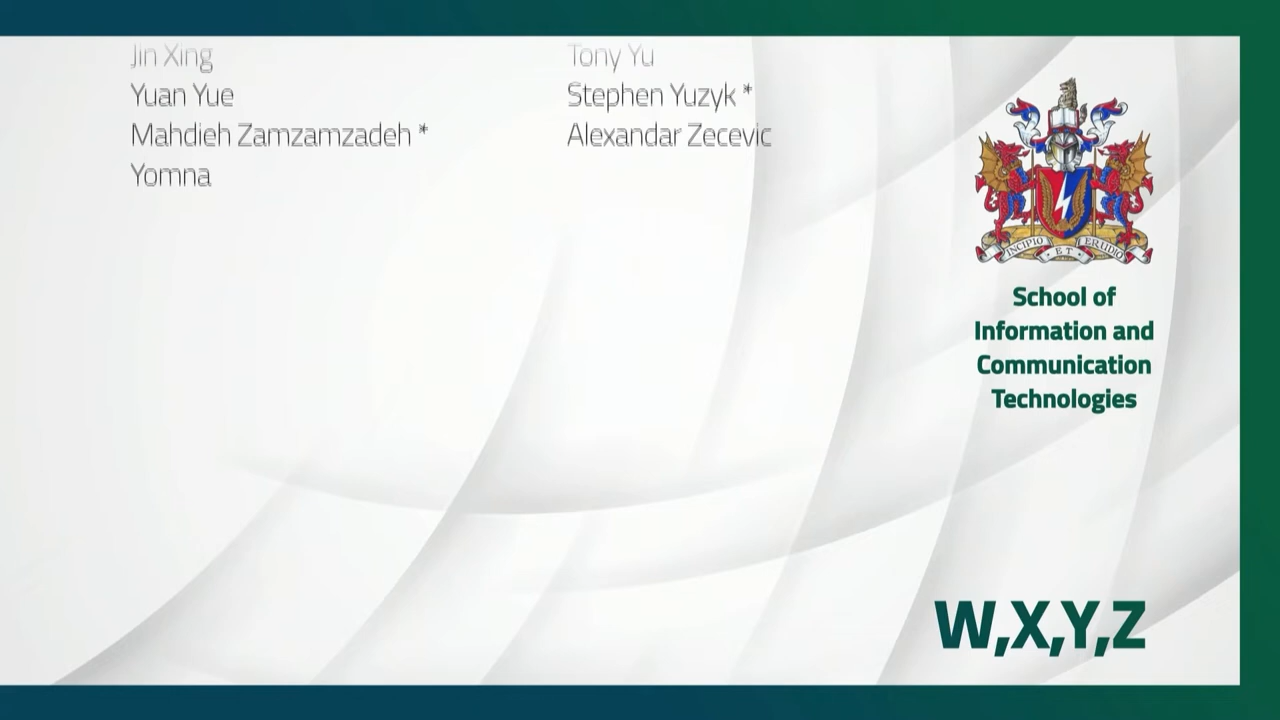 Jin Xing
Yuan Yue
Mahdieh Zamzamzadeh *
Yomna
Tony Yu
Stephen Yuzyk *
Alexandar Zecevic
INCIPIO ET ERUDIO
School of
Information and
Communication
Technologies
W,X,Y,Z